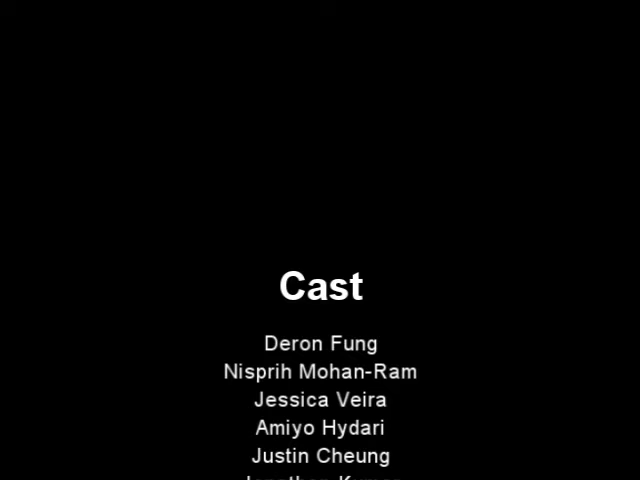 Cast
Deron Fung
Nisprih Mohan-Ram
Jessica Veira
Amiyo Hydari
Justin Cheung